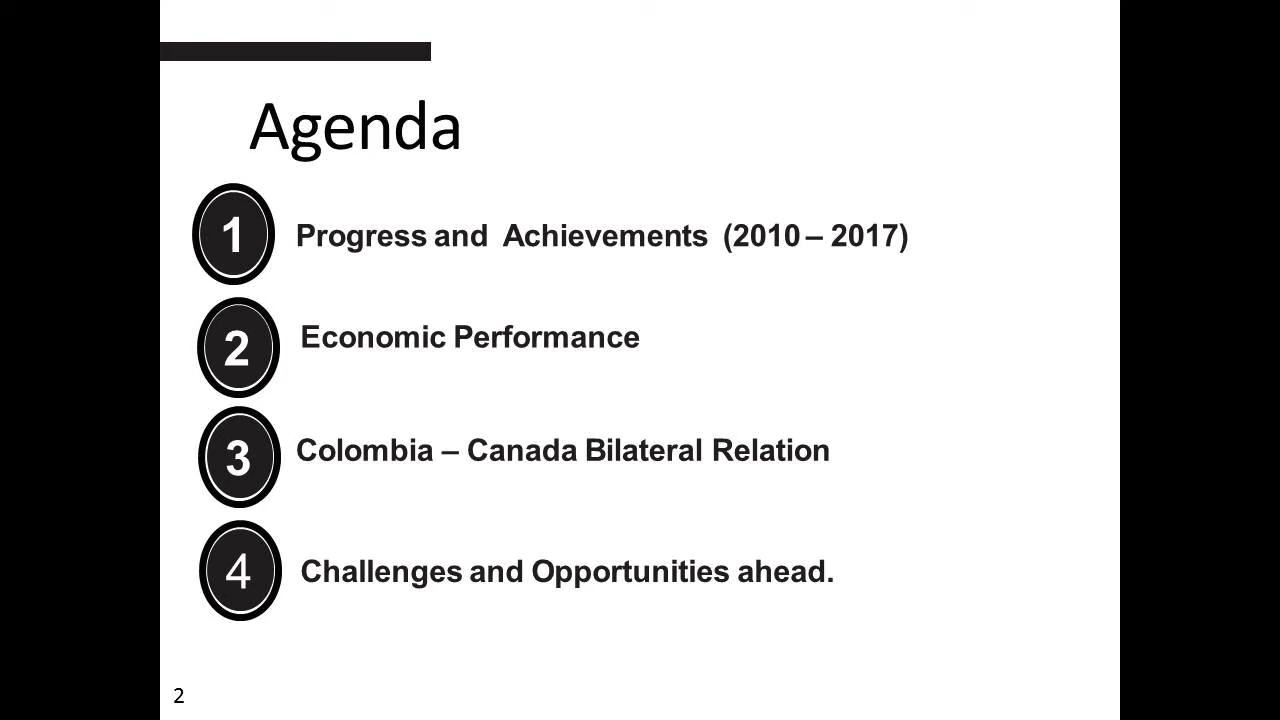 Agenda
1 Progress and Achievements (2010 – 2017)
2 Economic Performance
3 Colombia – Canada Bilateral Relation
4 Challenges and Opportunities ahead.
2